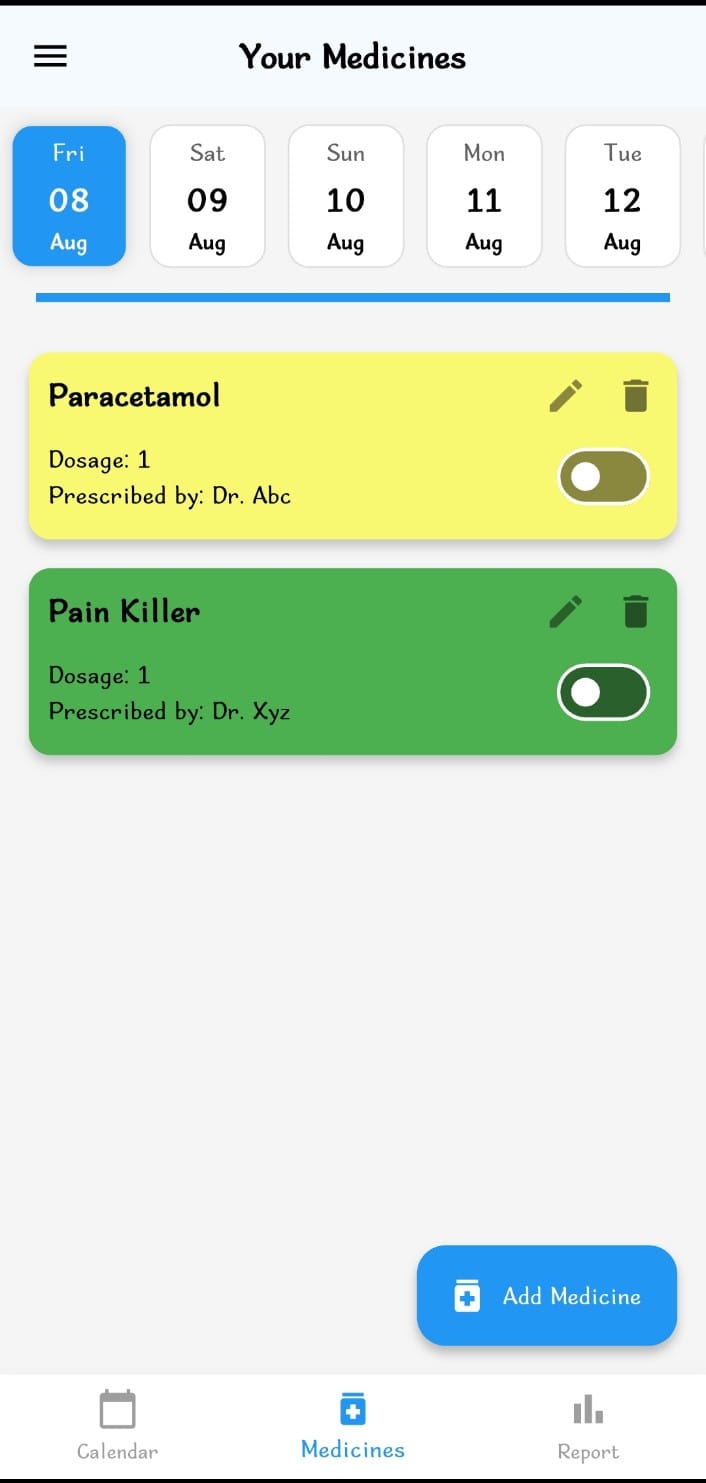 Your Medicines
Fri Sat Sun Mon Tue
08 09 10 11 12
Aug Aug Aug Aug Aug
Paracetamol
Dosage: 1
Prescribed by: Dr. Abc
Pain Killer
Dosage: 1
Prescribed by: Dr. Xyz
Add Medicine
Calendar Medicines Report